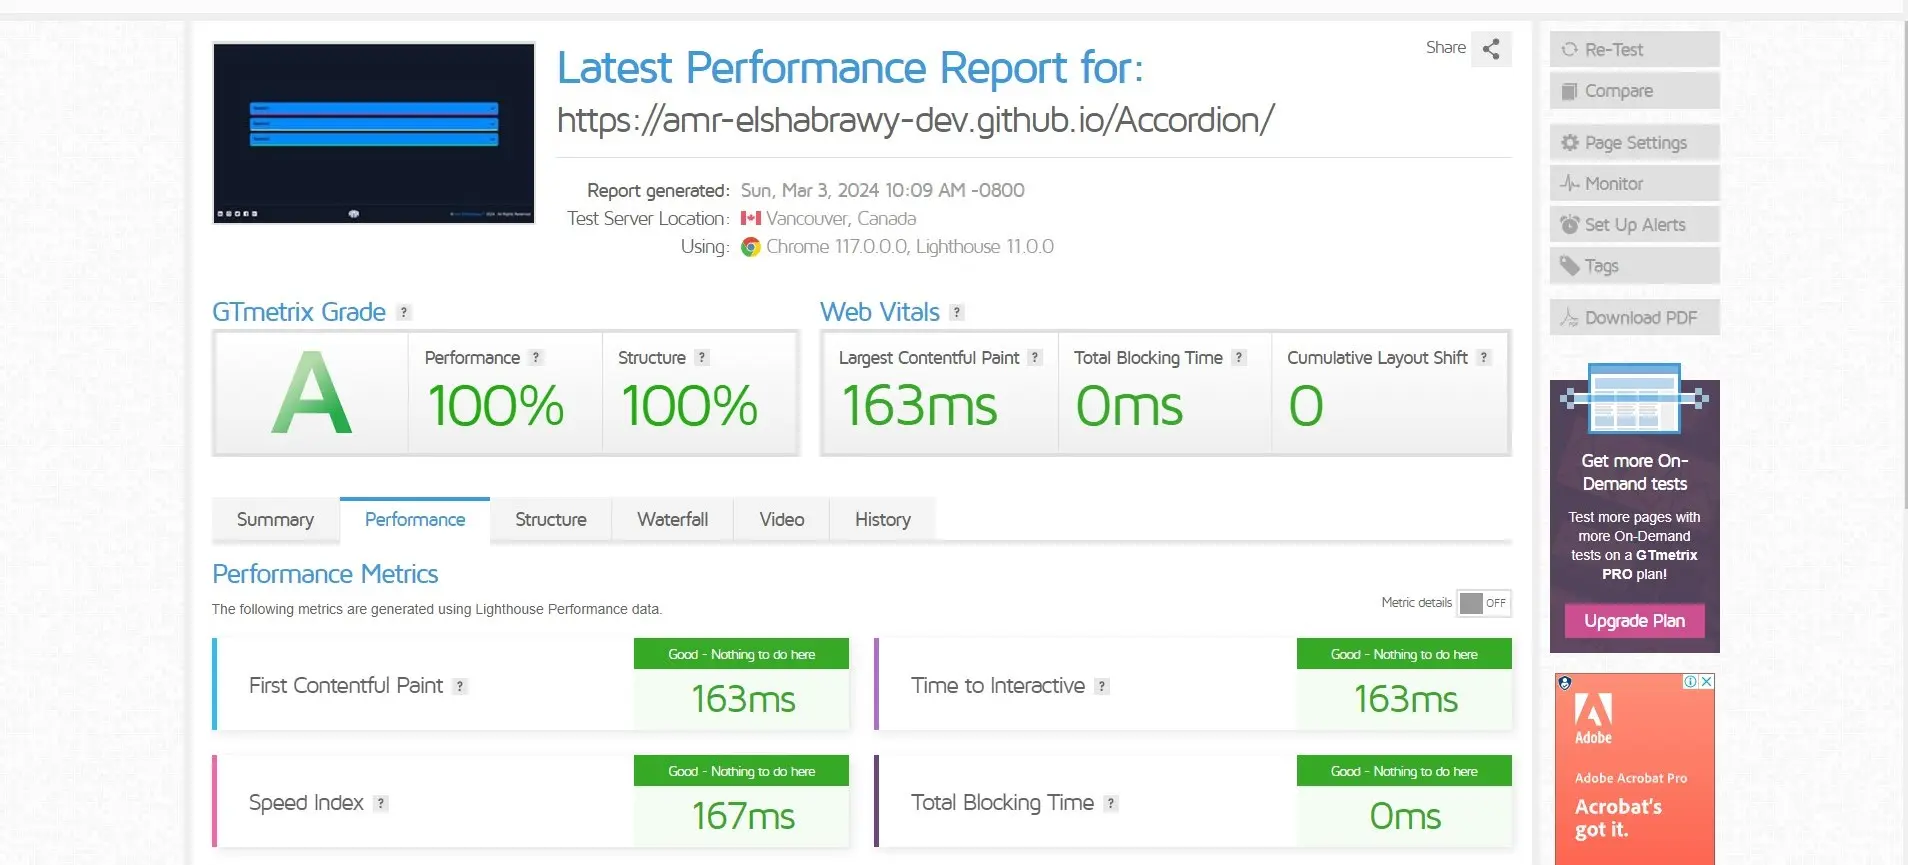 Latest Performance Report for:
https://amr-elshabrawy-dev.github.io/Accordion/
Share
Report generated: Sun, Mar 3, 2024 10:09 AM -0800
Test Server Location: Vancouver, Canada
Using: Chrome 117.0.0.0, Lighthouse 11.0.0
GTmetrix Grade ?
A
Performance ?
100%
Structure ?
100%
Web Vitals ?
Largest Contentful Paint ?
163ms
Total Blocking Time ?
0ms
Cumulative Layout Shift ?
0
Summary
Performance
Structure
Waterfall
Video
History
Performance Metrics
The following metrics are generated using Lighthouse Performance data.
Metric details OFF
First Contentful Paint ?
Good - Nothing to do here
163ms
Time to Interactive ?
Good - Nothing to do here
163ms
Speed Index ?
Good - Nothing to do here
167ms
Total Blocking Time ?
Good - Nothing to do here
0ms
Re-Test
Compare
Page Settings
Monitor
Set Up Alerts
Tags
Download PDF
Get more On-
Demand tests
Test more pages with
more On-Demand
tests on a GTmetrix
PRO plan!
Upgrade Plan
Adobe
Adobe Acrobat Pro
Acrobat's
got it.